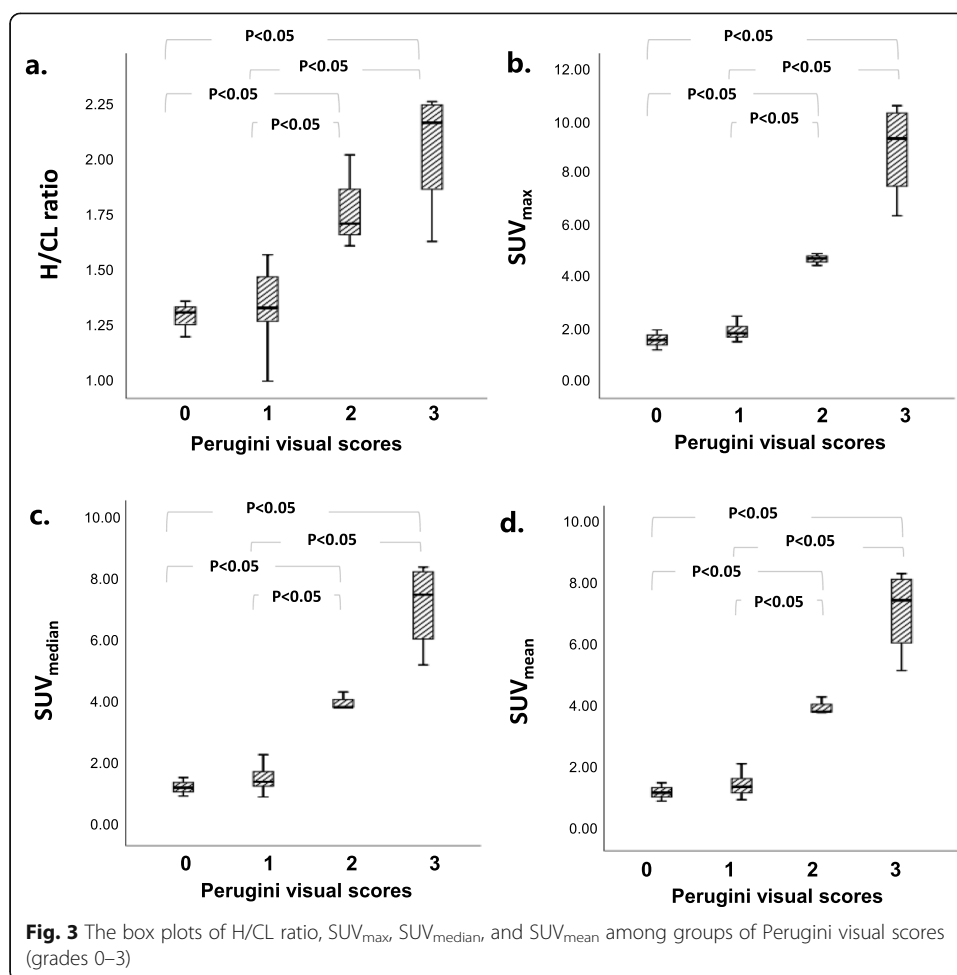 a.
P<0.05
P<0.05
P<0.05
P<0.05
H/CL ratio
2.25
2.00
1.75
1.50
1.25
1.00
0 1 2 3
Perugini visual scores
b.
P<0.05
P<0.05
P<0.05
P<0.05
SUVmax
12.00
10.00
8.00
6.00
4.00
2.00
0.00
0 1 2 3
Perugini visual scores
c.
P<0.05
P<0.05
P<0.05
P<0.05
SUVmedian
10.00
8.00
6.00
4.00
2.00
0.00
0 1 2 3
Perugini visual scores
d.
P<0.05
P<0.05
P<0.05
P<0.05
SUVmean
10.00
8.00
6.00
4.00
2.00
0.00
0 1 2 3
Perugini visual scores
Fig. 3 The box plots of H/CL ratio, SUVmax, SUVmedian, and SUVmean among groups of Perugini visual scores
(grades 0–3)